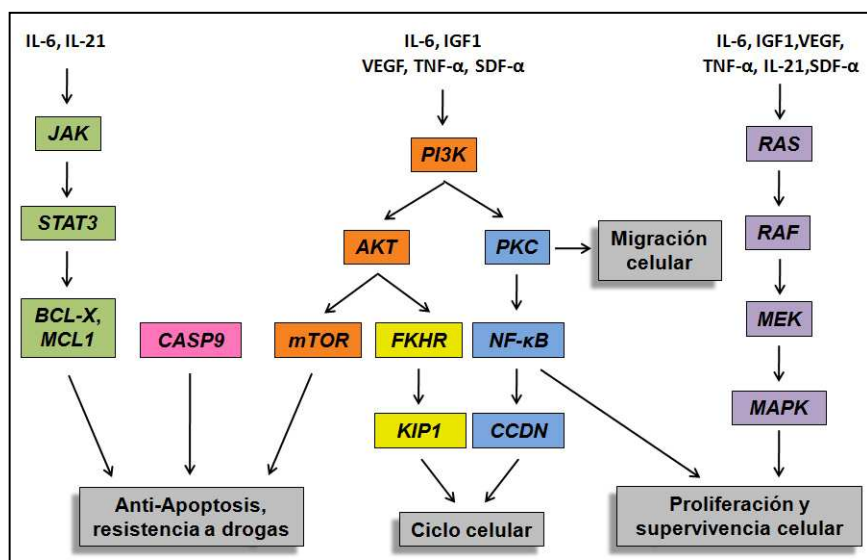 IL-6, IL-21
IL-6, IGF1
VEGF, TNF-α, SDF-α
IL-6, IGF1,VEGF,
TNF-α, IL-21,SDF-α
JAK
PI3K
RAS
STAT3
AKT
PKC
Migración
celular
RAF
BCL-X,
MCL1
CASP9
mTOR
FKHR
NF-κB
MEK
KIP1
CCDN
MAPK
Anti-Apoptosis,
resistencia a drogas
Ciclo celular
Proliferación y
supervivencia celular